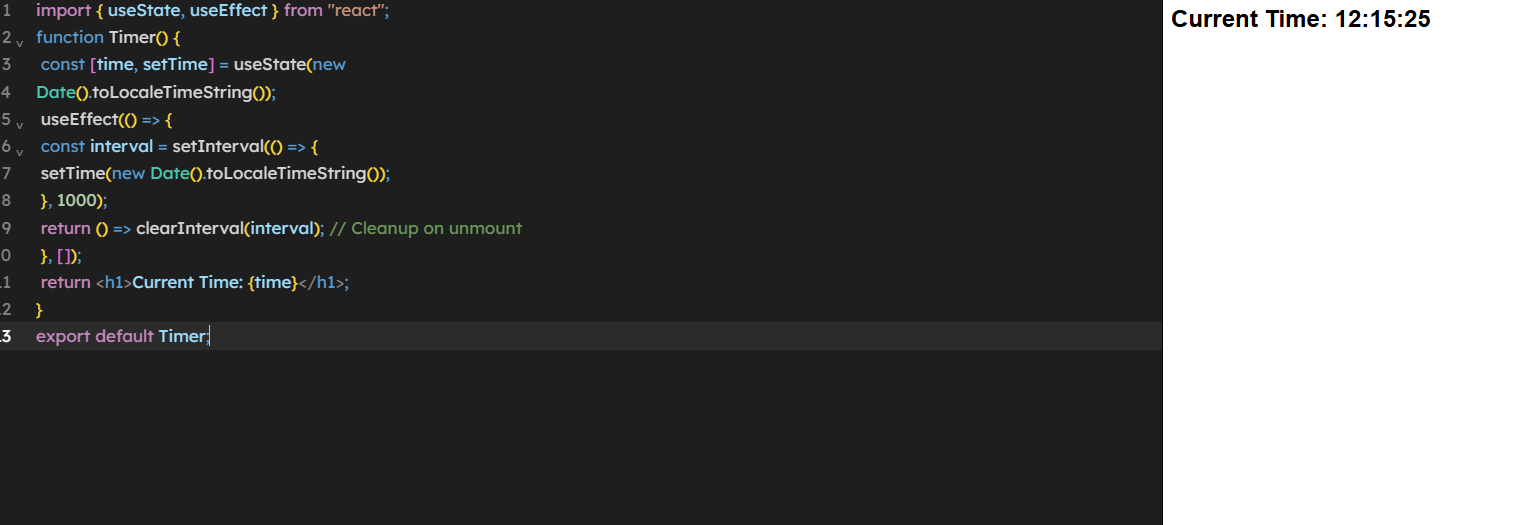 1 import { useState, useEffect } from "react";
2 function Timer() {
3 const [time, setTime] = useState(new
4 Date().toLocaleTimeString());
5 useEffect(() => {
6 const interval = setInterval(() => {
7 setTime(new Date().toLocaleTimeString());
8 }, 1000);
9 return () => clearInterval(interval); // Cleanup on unmount
0 }, []);
1 return <h1>Current Time: {time}</h1>;
2 }
3 export default Timer;
Current Time: 12:15:25